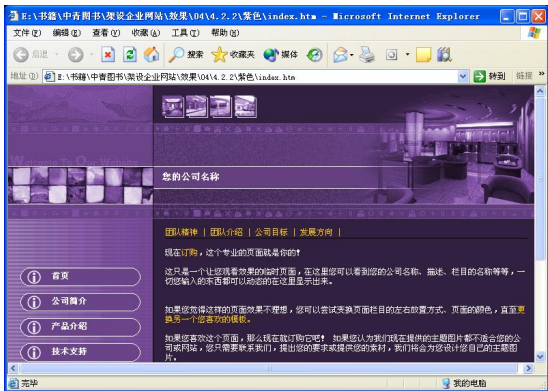 E:\书籍\中青图书\架设企业网站\效果\04\4.2.2\紫色\index.htm - Microsoft Internet Explorer
文件(F) 编辑(E) 查看(V) 收藏(A) 工具(T) 帮助(H)
后退 搜索 收藏夹 媒体
地址(D) E:\书籍\中青图书\架设企业网站\效果\04\4.2.2\紫色\index.htm 转到 链接 »
Welcome To Our Website
您的公司名称
团队精神 | 团队介绍 | 公司目标 | 发展方向 |
现在订购，这个专业的页面就是你的!
这只是一个让您观看效果的临时页面，在这里您可以看到您的公司名称、描述、栏目的名称等等，一
切您输入的东西都可以动态的在这里显示出来。
如果您觉得这样的页面效果不理想，您可以尝试变换页面栏目的左右放置方式、页面的颜色，直至更
换另一个您喜欢的模板。
如果您喜欢这个页面，那么现在就订购它吧! 如果您认为我们现在提供的主题图片都不适合您的公
司或网站，您只需要联系我们，提出您的要求或提供您的素材，我们将会为您设计您自己的主题图
片。
首页
公司简介
产品介绍
技术支持
完毕 我的电脑